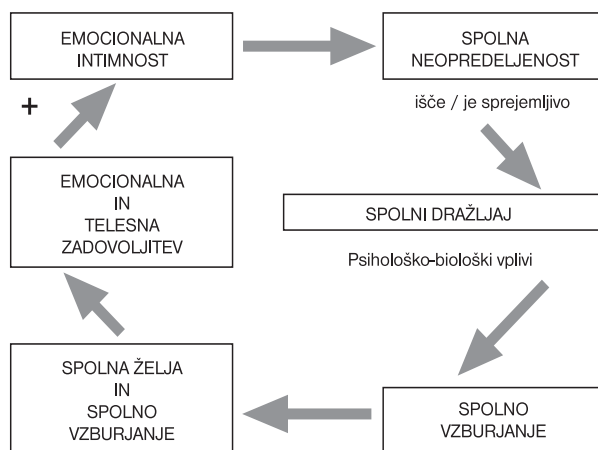 EMOCIONALNA
INTIMNOST
SPOLNA
NEOPREDELJENOST
+
išče / je sprejemljivo
EMOCIONALNA
IN
TELESNA
ZADOVOLJITEV
SPOLNI DRAŽLJAJ
Psihološko-biološki vplivi
SPOLNA ŽELJA
IN
SPOLNO
VZBURJANJE
SPOLNO
VZBURJANJE